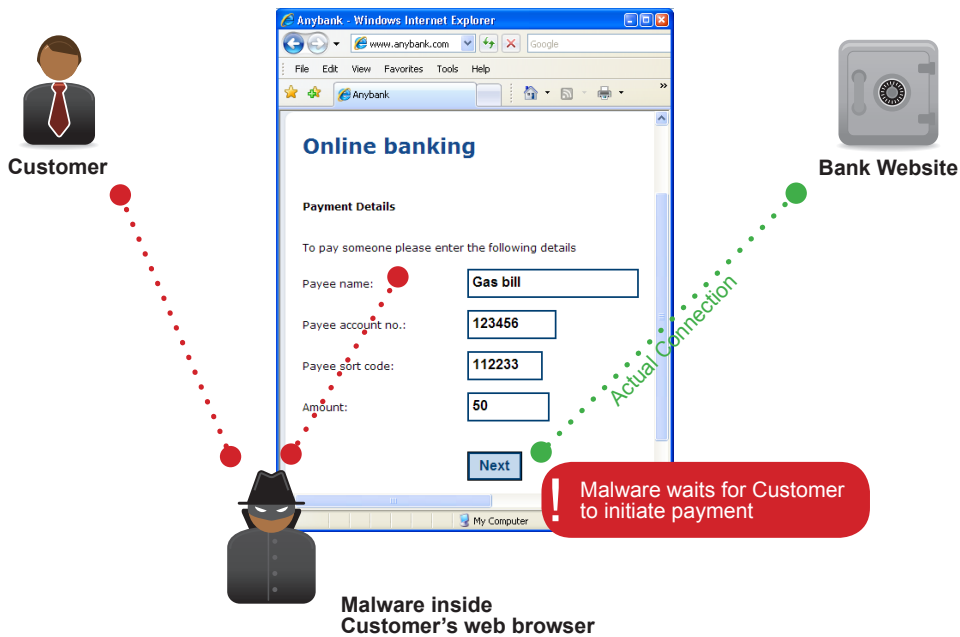 Anybank - Windows Internet Explorer
www.anybank.com
Google
File Edit View Favorites Tools Help
Anybank
»
Customer
Bank Website
Online banking
Payment Details
To pay someone please enter the following details
Payee name: Gas bill
Payee account no.: 123456
Payee sort code: 112233
Amount: 50
Next
Actual Connection
! Malware waits for Customer
to initiate payment
My Computer
Malware inside
Customer's web browser